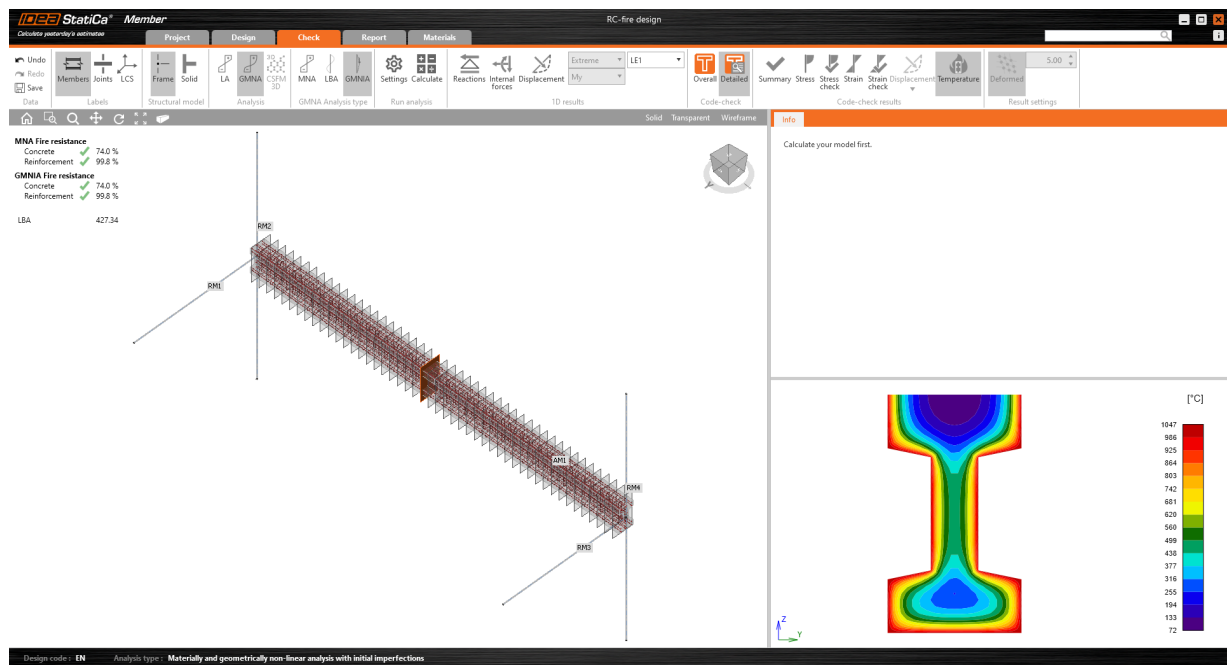 IDEA StatiCa® Member
Calculate yesterday's estimates
RC-fire design
Project Design Check Report Materials
Undo
Redo
Save
Data
Members Joints LCS
Labels
Frame Solid
Structural model
LA GMNA 3D CSFM 3D
Analysis
MNA LBA GMNIA
GMNA Analysis type
Settings Calculate
Run analysis
Reactions Internal forces Displacement
Extreme LE1
My
1D results
Overall Detailed
Code-check
Summary Stress Stress check Strain Strain check Displacement Temperature
Code-check results
Deformed 5.00
Result settings
Solid Transparent Wireframe
Info
Calculate your model first.
MNA Fire resistance
Concrete 74.0 %
Reinforcement 99.8 %
GMNIA Fire resistance
Concrete 74.0 %
Reinforcement 99.8 %
LBA 427.34
RM2
RM1
AM1
RM4
RM3
[°C]
1047
986
925
864
803
742
681
620
560
499
438
377
316
255
194
133
72
Z
Y
Design code : EN Analysis type : Materially and geometrically non-linear analysis with initial imperfections